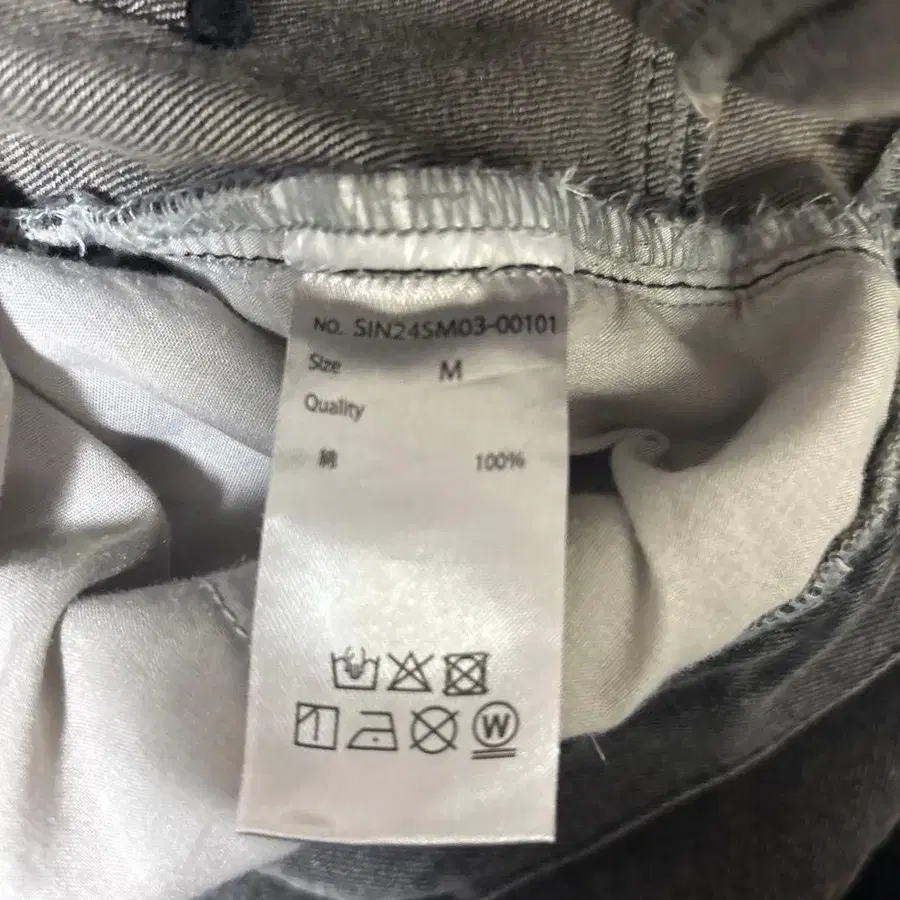 NO. SIN24SM03-00101
Size M
Quality
綿 100%
W